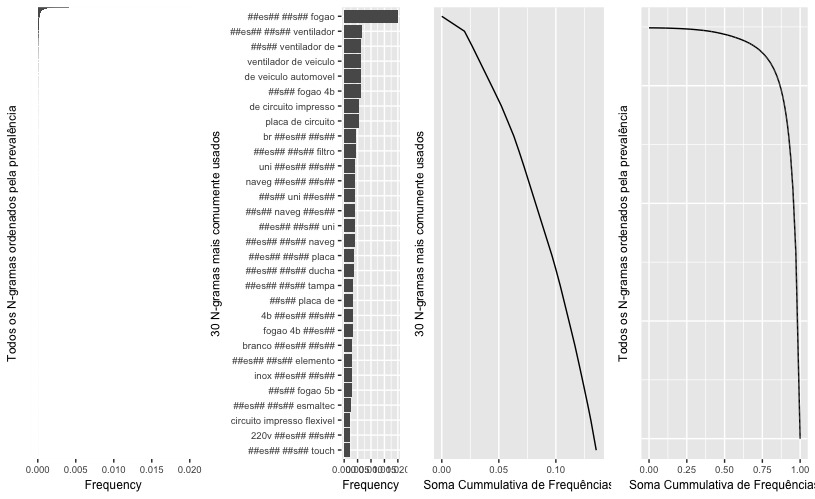 Todos os N-gramas ordenados pela prevalência
0.000 0.005 0.010 0.015 0.020
Frequency
30 N-gramas mais comumente usados
##es## ##s## fogao
##es## ##s## ventilador
##s## ventilador de
ventilador de veiculo
de veiculo automovel
##s## fogao 4b
de circuito impresso
placa de circuito
br ##es## ##s##
##es## ##s## filtro
uni ##es## ##s##
naveg ##es## ##s##
##s## uni ##es##
##s## naveg ##es##
##es## ##s## uni
##es## ##s## naveg
##es## ##s## placa
##es## ##s## ducha
##es## ##s## tampa
##s## placa de
4b ##es## ##s##
fogao 4b ##es##
branco ##es## ##s##
##es## ##s## elemento
inox ##es## ##s##
##s## fogao 5b
##es## ##s## esmaltec
circuito impresso flexivel
220v ##es## ##s##
##es## ##s## touch
Frequency
30 N-gramas mais comumente usados
0.00 0.05 0.10
Soma Cummulativa de Frequências
Todos os N-gramas ordenados pela prevalência
0.00 0.25 0.50 0.75 1.00
Soma Cummulativa de Frequências